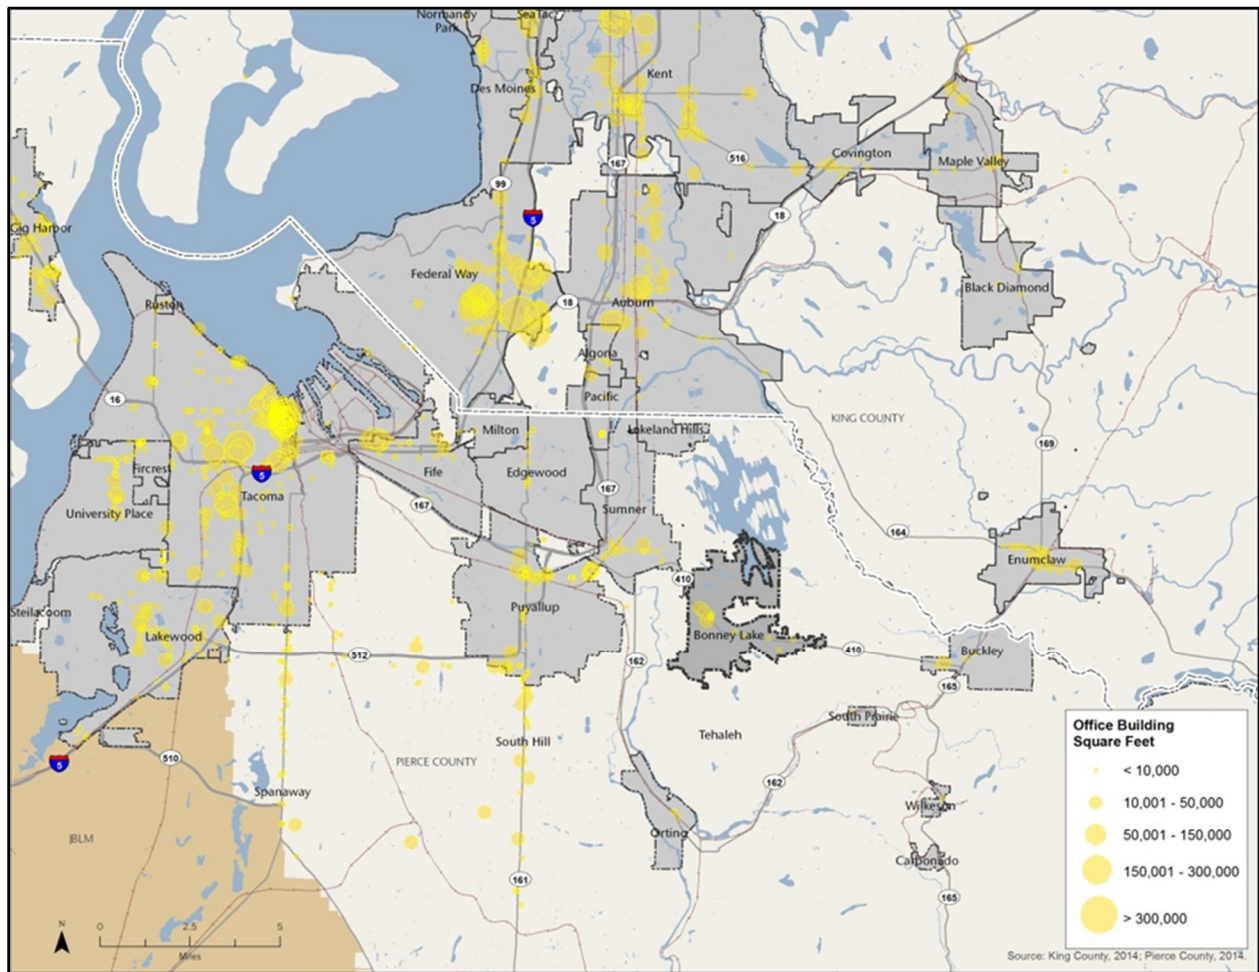 Normandy
Park
SeaTac
Kent
Des Moines
167
516
Covington
Maple Valley
99
5
18
Gig Harbor
Federal Way
Black Diamond
18
Auburn
Ruston
Algona
16
Pacific
KING COUNTY
Milton
Lakeland Hills
169
Fircrest
5
Fife
Edgewood
Tacoma
167
167
University Place
Sumner
164
Enumclaw
410
Steilacoom
Puyallup
Lakewood
Bonney Lake
512
162
410
Buckley
165
South Prairie
Tehaleh
South Hill
510
5
PIERCE COUNTY
162
Spanaway
Wilkeson
JBLM
Orting
Carbonado
161
165
Office Building
Square Feet
< 10,000
10,001 - 50,000
50,001 - 150,000
150,001 - 300,000
> 300,000
N
0 2.5 5
Miles
Source: King County, 2014; Pierce County, 2014.